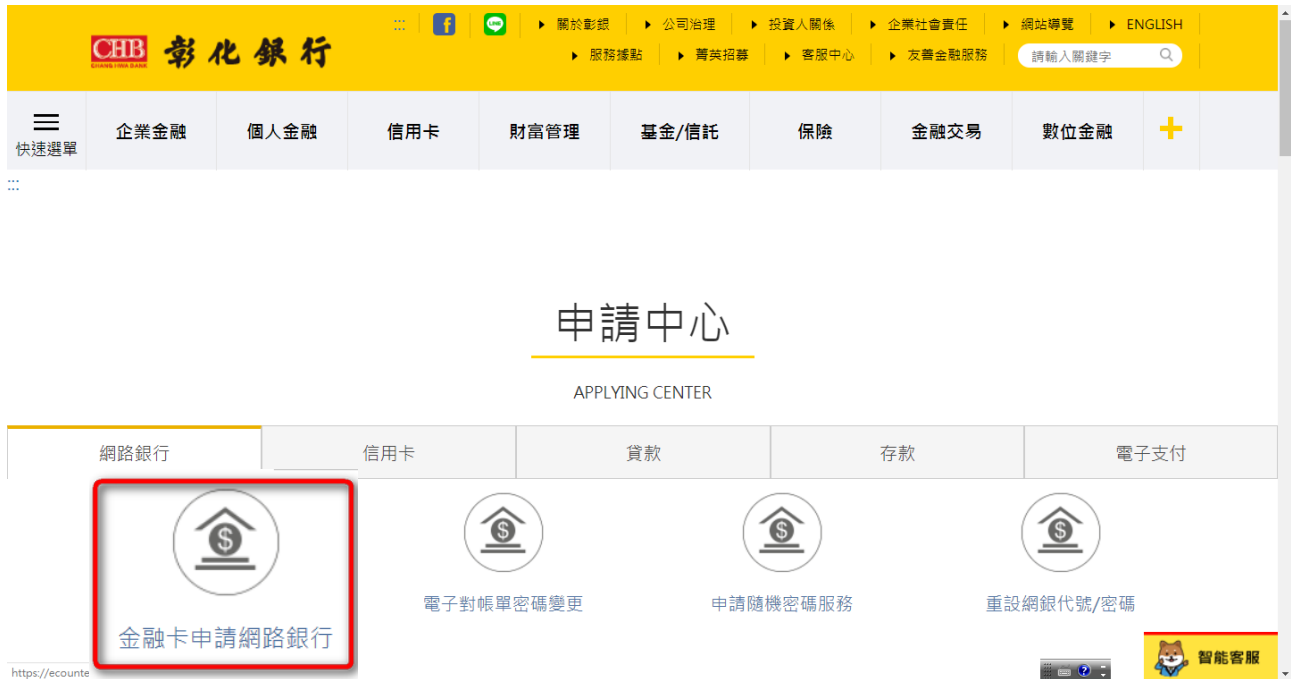 ::: LINE ▸ 關於彰銀 ▸ 公司治理 ▸ 投資人關係 ▸ 企業社會責任 ▸ 網站導覽 ▸ ENGLISH
CHB 彰化銀行 ▸ 服務據點 ▸ 菁英招募 ▸ 客服中心 ▸ 友善金融服務 請輸入關鍵字
CHANG HWA BANK
快速選單 企業金融 個人金融 信用卡 財富管理 基金/信託 保險 金融交易 數位金融 +
:::
申請中心
APPLYING CENTER
網路銀行 信用卡 貸款 存款 電子支付
電子對帳單密碼變更 申請隨機密碼服務 重設網銀代號/密碼
金融卡申請網路銀行
智能客服
https://ecounte